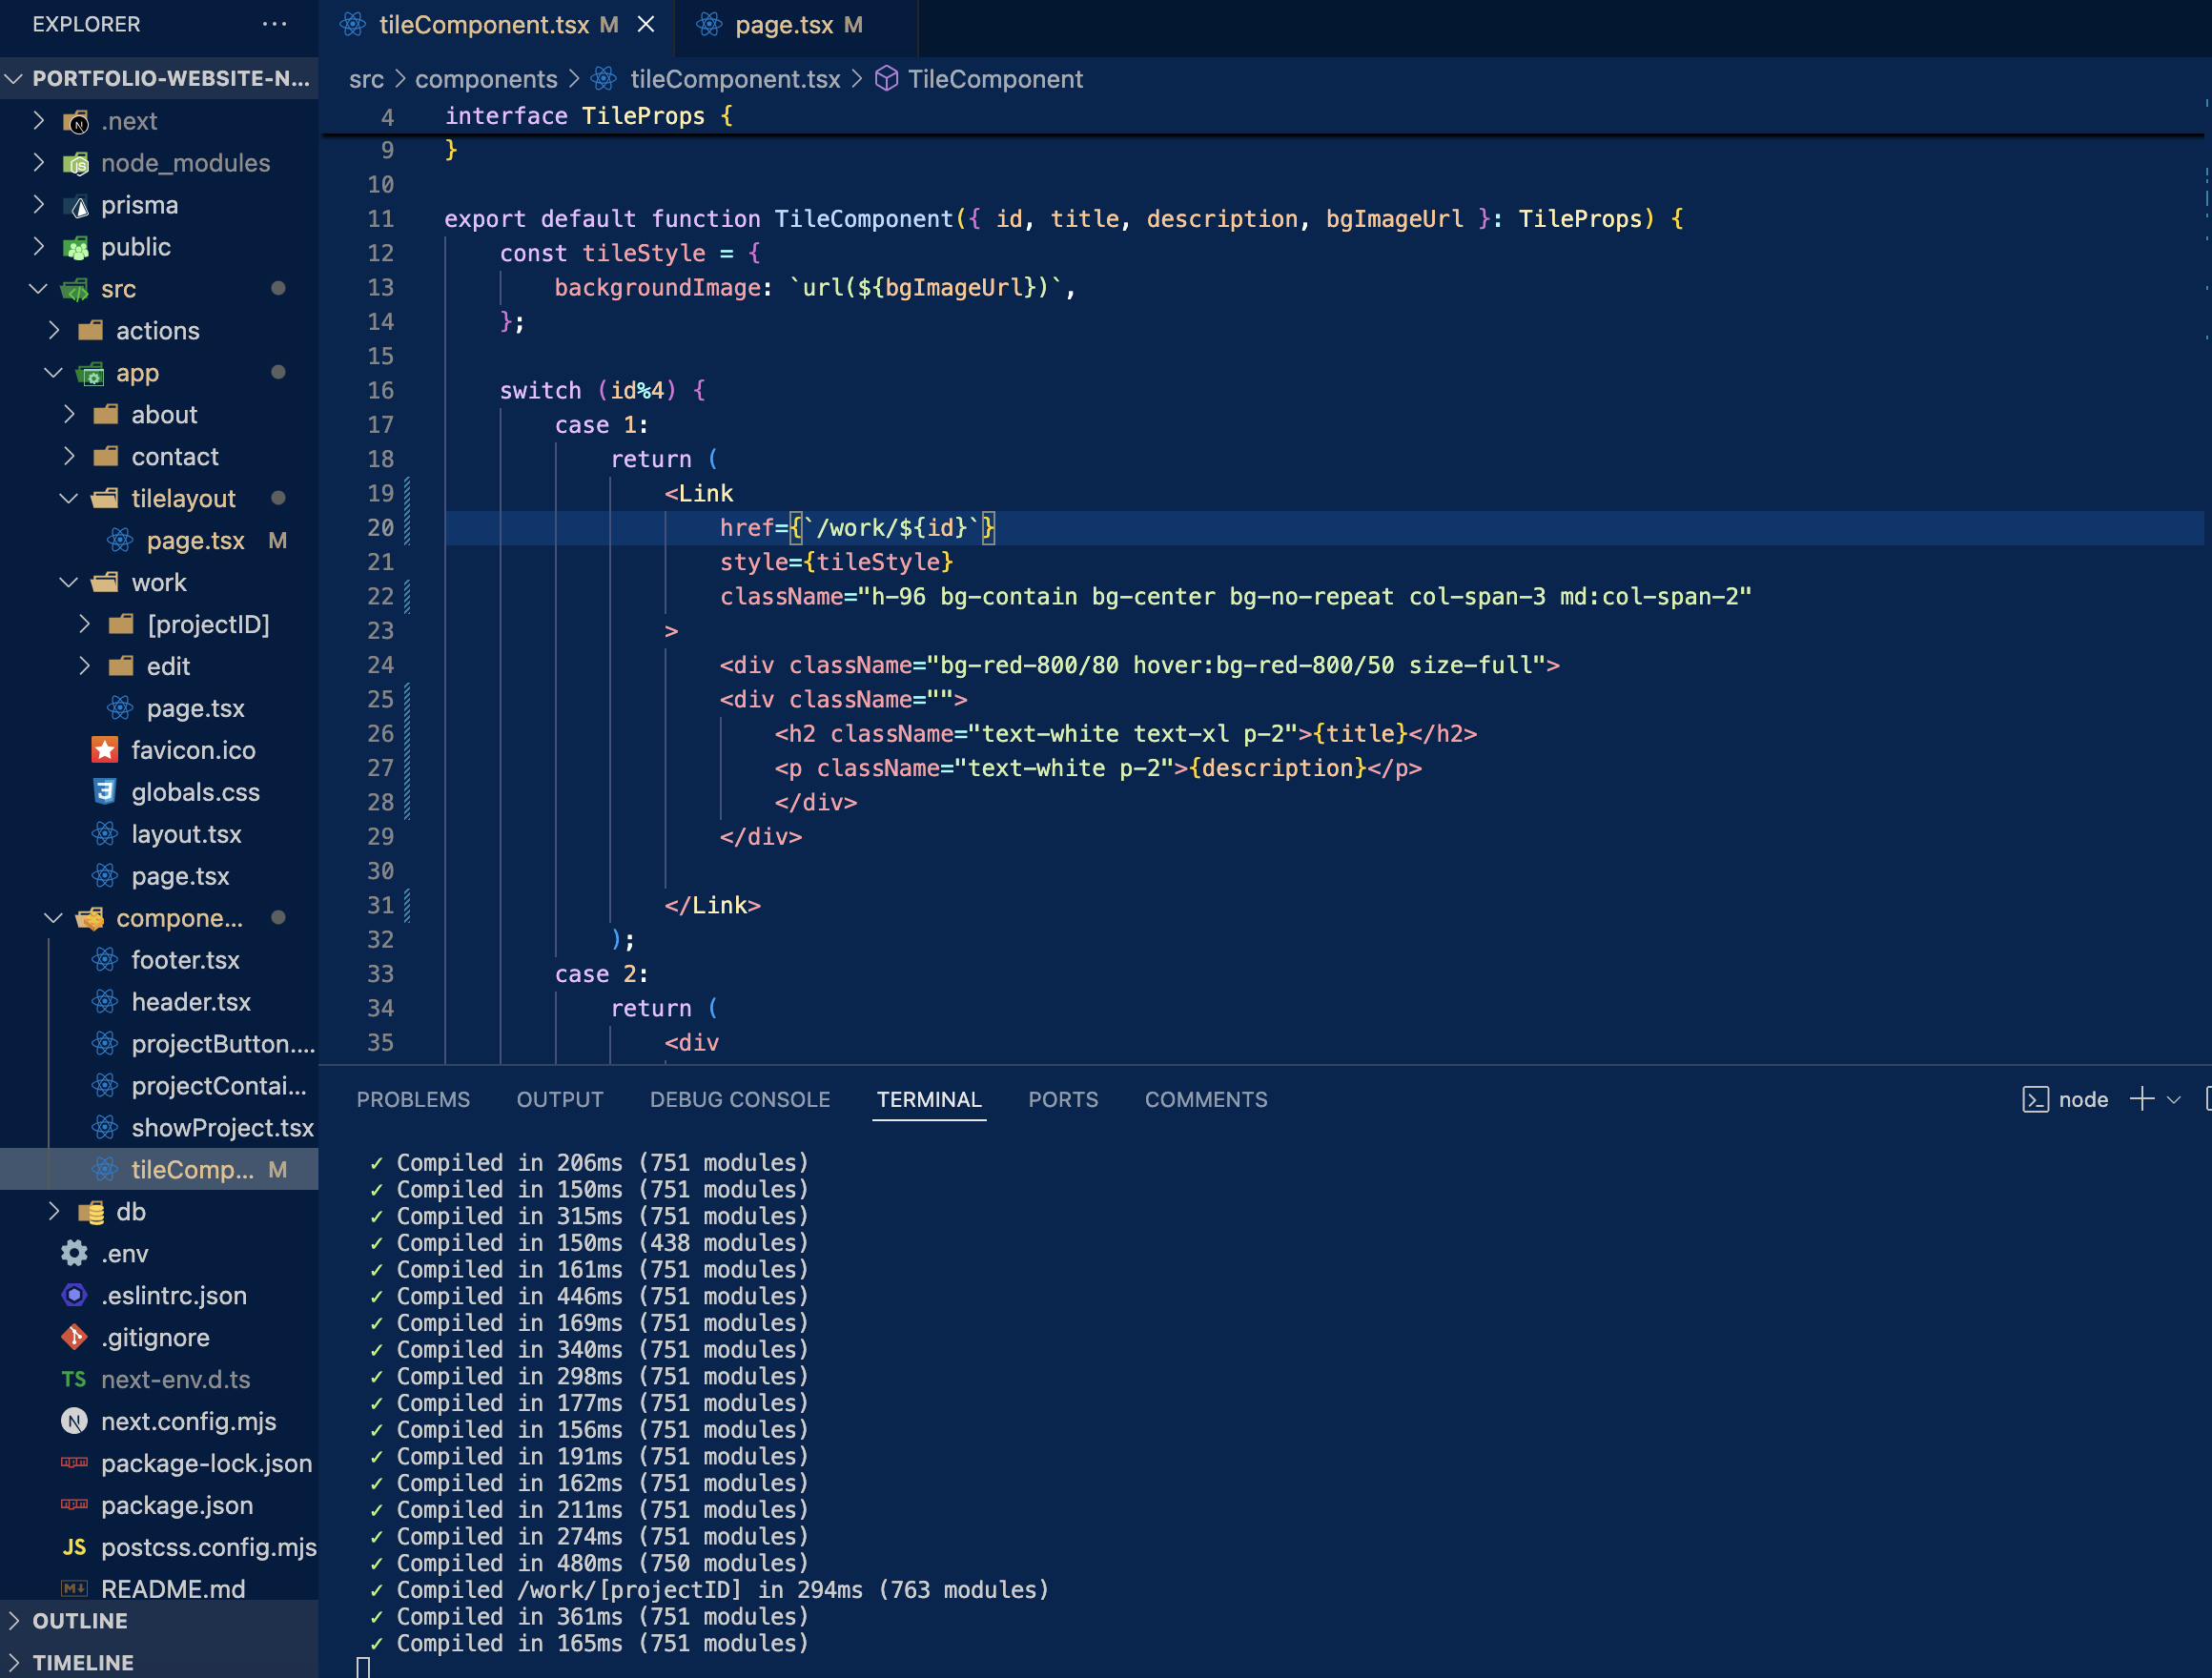 EXPLORER
PORTFOLIO-WEBSITE-N...
.next
node_modules
prisma
public
src
actions
app
about
contact
tilelayout
page.tsx M
work
[projectID]
edit
page.tsx
favicon.ico
globals.css
layout.tsx
page.tsx
compone...
footer.tsx
header.tsx
projectButton....
projectContai...
showProject.tsx
tileComp... M
db
.env
.eslintrc.json
.gitignore
TS next-env.d.ts
N next.config.mjs
package-lock.json
package.json
JS postcss.config.mjs
README.md
OUTLINE
TIMELINE
tileComponent.tsx M
page.tsx M
src > components > tileComponent.tsx > TileComponent
4 interface TileProps {
9 }
10
11 export default function TileComponent({ id, title, description, bgImageUrl }: TileProps) {
12 const tileStyle = {
13 backgroundImage: `url(${bgImageUrl})`,
14 };
15
16 switch (id%4) {
17 case 1:
18 return (
19 <Link
20 href={`/work/${id}`}
21 style={tileStyle}
22 className="h-96 bg-contain bg-center bg-no-repeat col-span-3 md:col-span-2"
23 >
24 <div className="bg-red-800/80 hover:bg-red-800/50 size-full">
25 <div className="">
26 <h2 className="text-white text-xl p-2">{title}</h2>
27 <p className="text-white p-2">{description}</p>
28 </div>
29 </div>
30
31 </Link>
32 );
33 case 2:
34 return (
35 <div
PROBLEMS OUTPUT DEBUG CONSOLE TERMINAL PORTS COMMENTS
node
✓ Compiled in 206ms (751 modules)
✓ Compiled in 150ms (751 modules)
✓ Compiled in 315ms (751 modules)
✓ Compiled in 150ms (438 modules)
✓ Compiled in 161ms (751 modules)
✓ Compiled in 446ms (751 modules)
✓ Compiled in 169ms (751 modules)
✓ Compiled in 340ms (751 modules)
✓ Compiled in 298ms (751 modules)
✓ Compiled in 177ms (751 modules)
✓ Compiled in 156ms (751 modules)
✓ Compiled in 191ms (751 modules)
✓ Compiled in 162ms (751 modules)
✓ Compiled in 211ms (751 modules)
✓ Compiled in 274ms (751 modules)
✓ Compiled in 480ms (750 modules)
✓ Compiled /work/[projectID] in 294ms (763 modules)
✓ Compiled in 361ms (751 modules)
✓ Compiled in 165ms (751 modules)